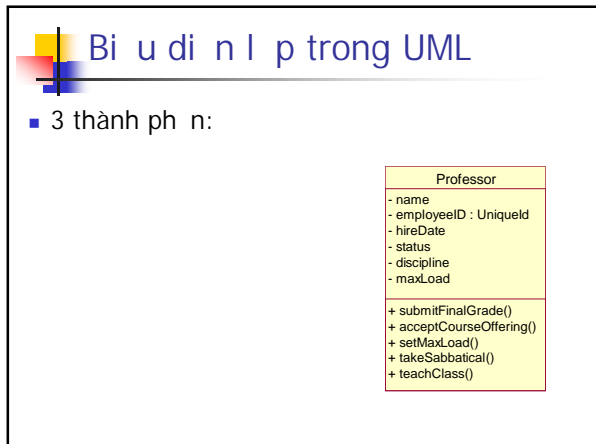 Bi u di n l p trong UML
3 thành ph n:
Professor
- name
- employeeID : UniqueId
- hireDate
- status
- discipline
- maxLoad
+ submitFinalGrade()
+ acceptCourseOffering()
+ setMaxLoad()
+ takeSabbatical()
+ teachClass()